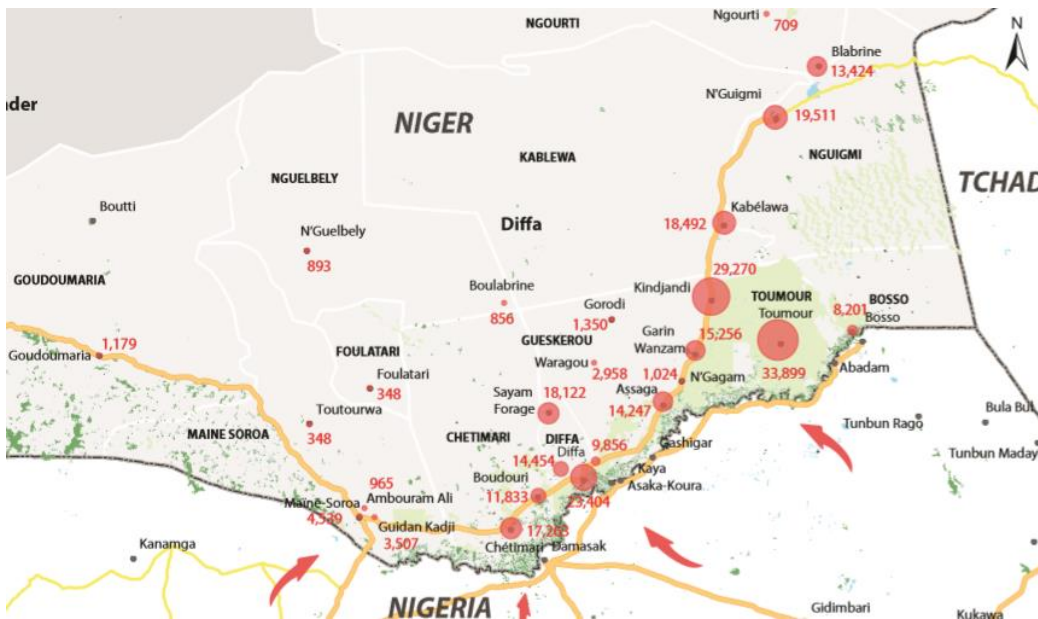 NGOURTI
Ngourti
709
N
Blabrine
13,424
nder
NIGER
N'Guigmi
19,511
KABLEWA
NGUIGMI
NGUELBELY
TCHAD
Boutti
Diffa
Kabélawa
18,492
N'Guelbely
893
GOUDOUMARIA
29,270
Kindjandi
Boulabrine
856
TOUMOUR
Toumour
BOSSO
8,201
Bosso
Gorodi
1,350
1,179
Goudoumaria
GUESKEROU
Garin
Wanzam
15,256
FOULATARI
Waragou
2,958
1,024
N'Gagam
33,899
Abadam
Foulatari
348
Sayam
Forage
18,122
Assaga
14,247
Toutourwa
348
Tunbun Rago
Bula Bul
MAINE SOROA
CHETIMARI
DIFFA
Diffa
9,856
Gashigar
Tunbun Maday
14,454
Boudouri
Kaya
Asaka-Koura
965
Ambouram Ali
11,833
23,404
Maïné-Soroa
4,539
Guidan Kadji
3,507
17,263
Chétimari
Damasak
Kanamga
NIGERIA
Gidimbari
Kukawa